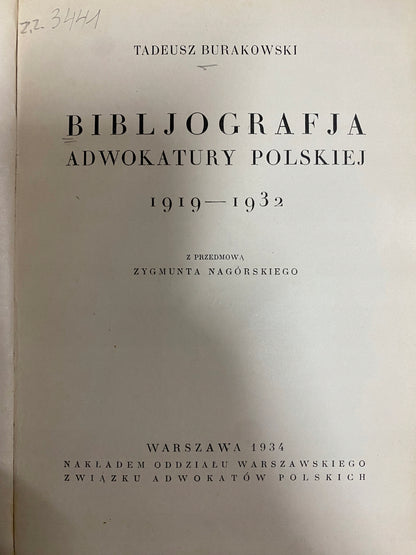 z.z. 3441
TADEUSZ BURAKOWSKI
BIBLJOGRAFJA
ADWOKATURY POLSKIEJ
1919—1932
Z PRZEDMOWĄ
ZYGMUNTA NAGÓRSKIEGO
WARSZAWA 1934
NAKŁADEM ODDZIAŁU WARSZAWSKIEGO
ZWIĄZKU ADWOKATÓW POLSKICH